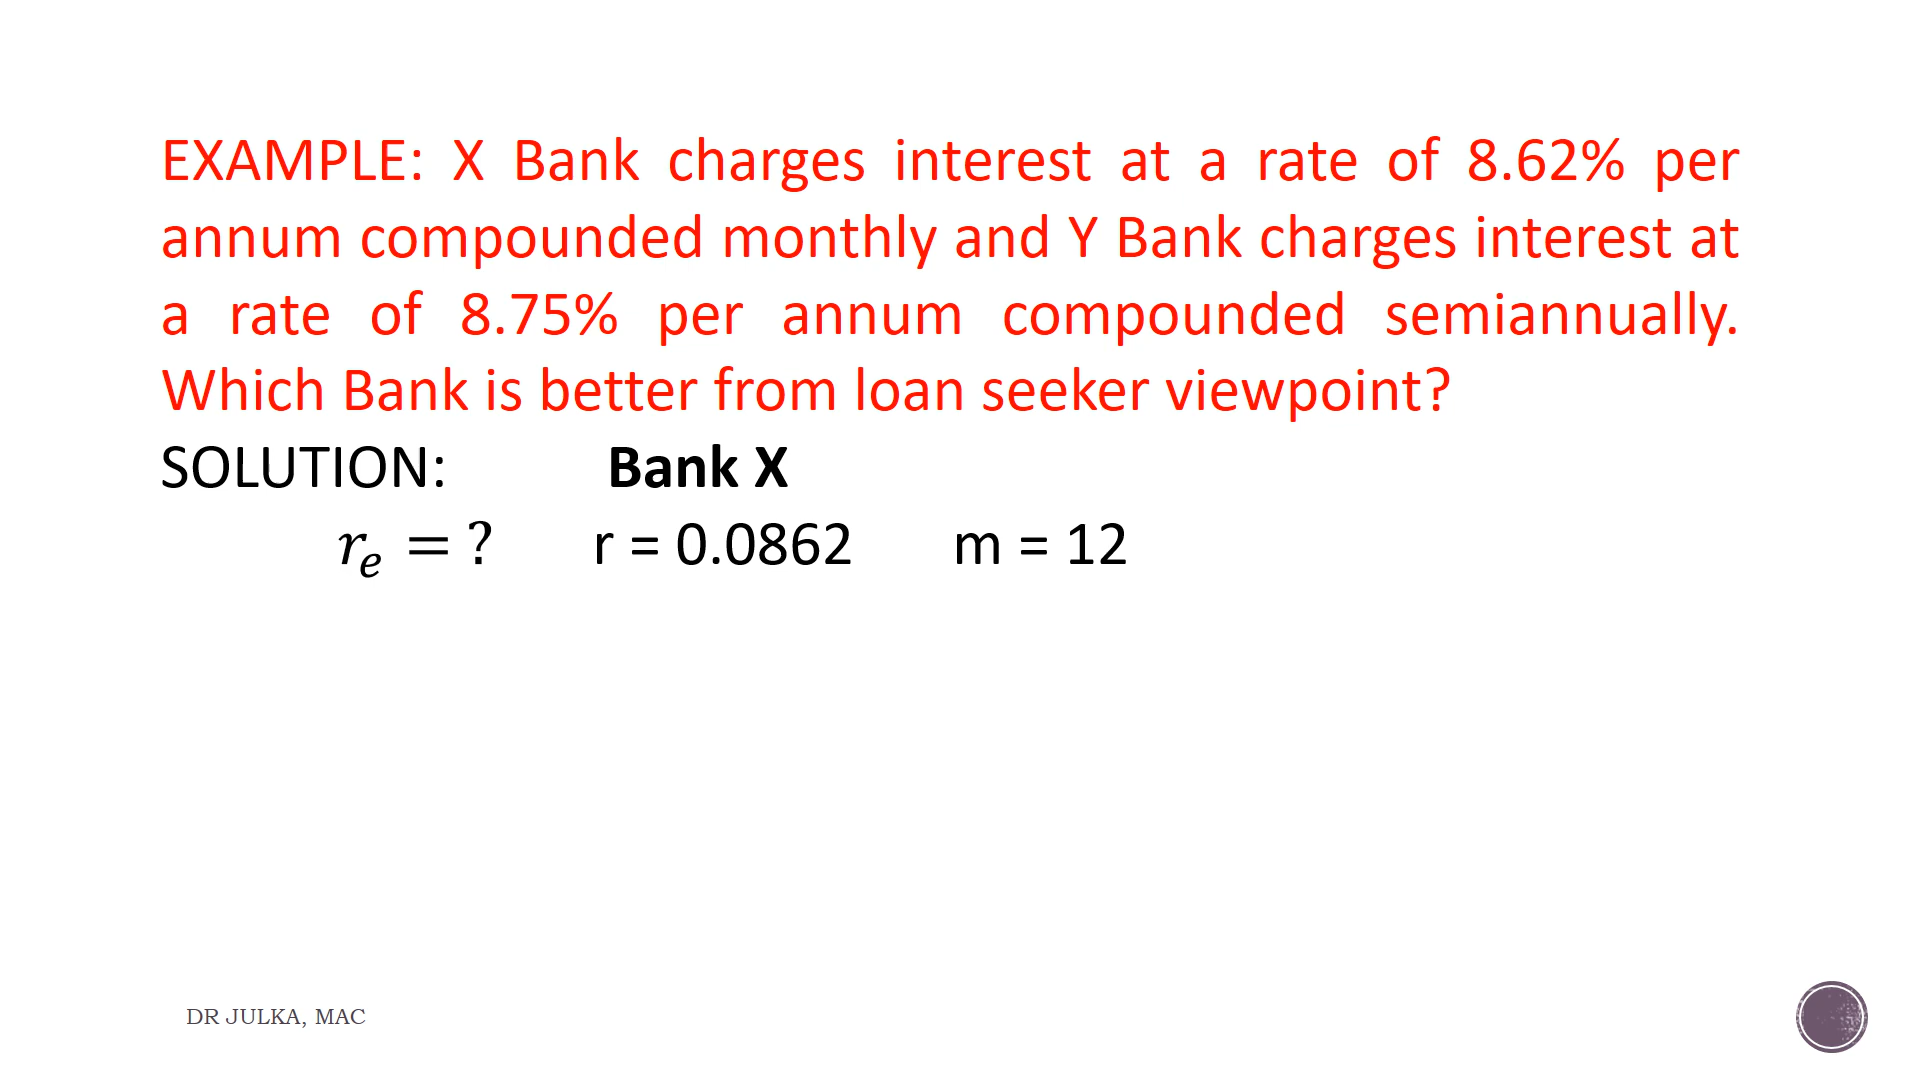 EXAMPLE: X Bank charges interest at a rate of 8.62% per
annum compounded monthly and Y Bank charges interest at
a rate of 8.75% per annum compounded semiannually.
Which Bank is better from loan seeker viewpoint?
SOLUTION: Bank X
rₑ = ? r = 0.0862 m = 12
DR JULKA, MAC